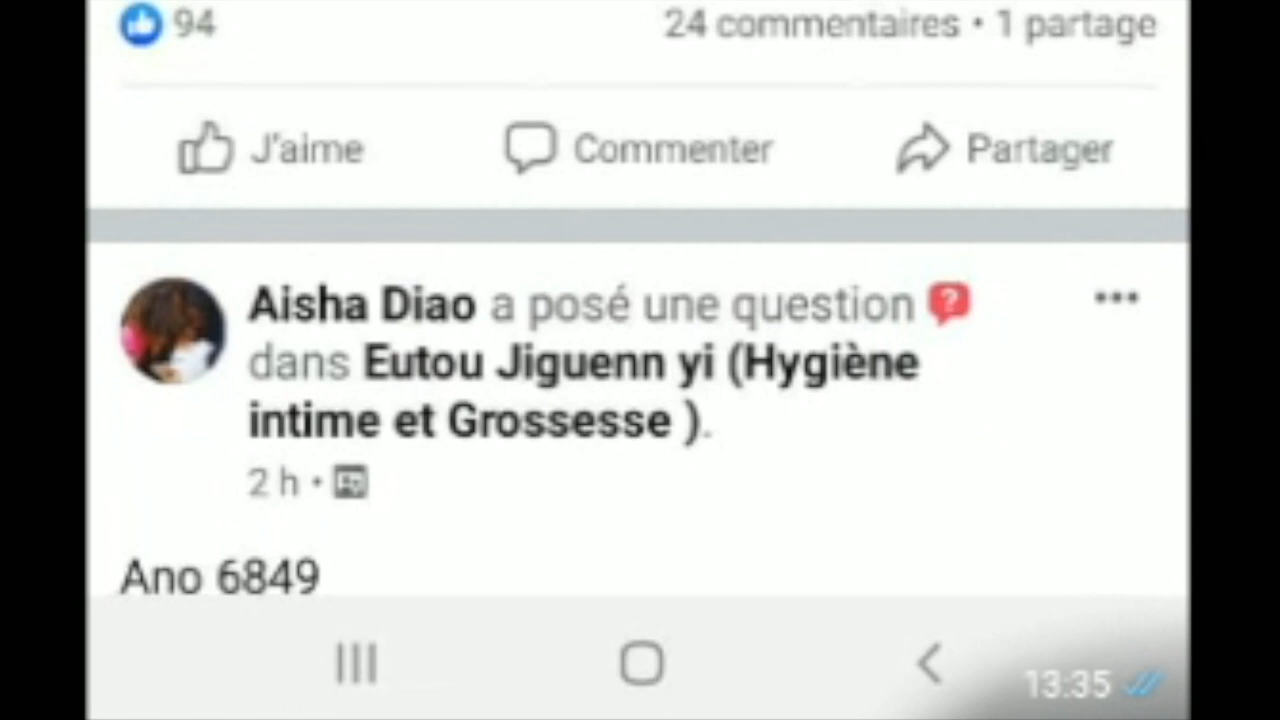 94 24 commentaires • 1 partage
J'aime Commenter Partager
Aisha Diao a posé une question
dans Eutou Jiguenn yi (Hygiène
intime et Grossesse ).
2 h •
Ano 6849
13:35